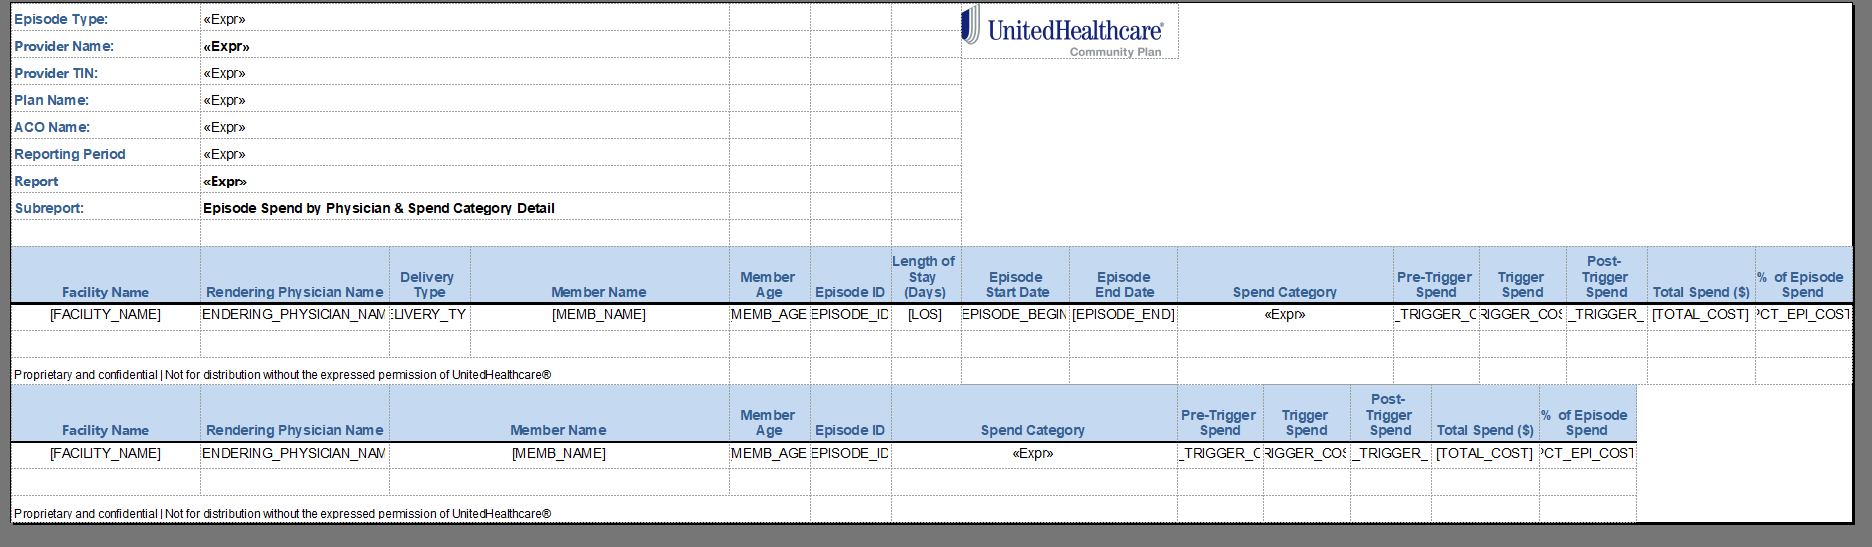 Episode Type: «Expr»
Provider Name: «Expr»
Provider TIN: «Expr»
Plan Name: «Expr»
ACO Name: «Expr»
Reporting Period «Expr»
Report «Expr»
Subreport: Episode Spend by Physician & Spend Category Detail
UnitedHealthcare®
Community Plan
Facility Name
Rendering Physician Name
Delivery
Type
Member Name
Member
Age
Episode ID
Length of
Stay
(Days)
Episode
Start Date
Episode
End Date
Spend Category
Pre-Trigger
Spend
Trigger
Spend
Post-
Trigger
Spend
Total Spend ($)
% of Episode
Spend
[FACILITY_NAME] ENDERING_PHYSICIAN_NAM ELIVERY_TY [MEMB_NAME] MEMB_AGE EPISODE_ID [LOS] EPISODE_BEGIN [EPISODE_END] «Expr» _TRIGGER_C RIGGER_COS _TRIGGER_ [TOTAL_COST] PCT_EPI_COST
Proprietary and confidential | Not for distribution without the expressed permission of UnitedHealthcare®
Facility Name
Rendering Physician Name
Member Name
Member
Age
Episode ID
Spend Category
Pre-Trigger
Spend
Trigger
Spend
Post-
Trigger
Spend
Total Spend ($)
% of Episode
Spend
[FACILITY_NAME] ENDERING_PHYSICIAN_NAM [MEMB_NAME] MEMB_AGE EPISODE_ID «Expr» _TRIGGER_C RIGGER_COS _TRIGGER_ [TOTAL_COST] PCT_EPI_COST
Proprietary and confidential | Not for distribution without the expressed permission of UnitedHealthcare®